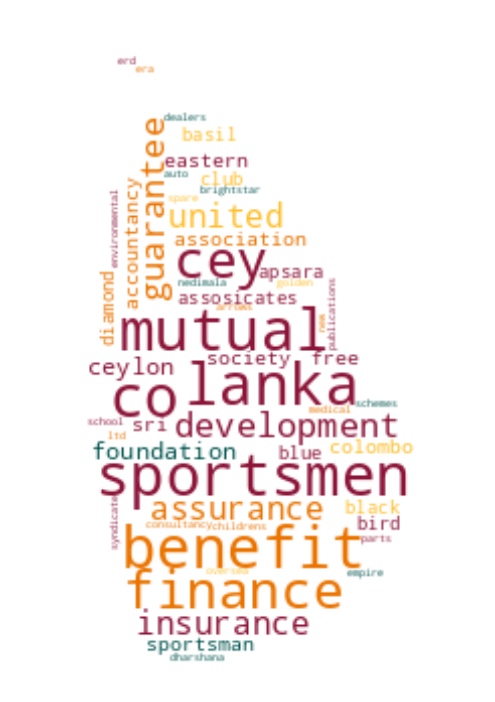 erd
era
dealers
guarantee
basil
eastern
auto
club
accountancy
brightstar
environmental
spare
united
association
cey
apsara
nedimala
golden
diamond
assosicates
arrows
publications
new
mutual
society
free
ceylon
lanka
co
schemes
medical
school
sri
development
ltd
foundation
blue
colombo
sportsmen
syndicate
assurance
black
consultancy
childrens
bird
parts
benefit
empire
finance
insurance
sportsman
dharshana